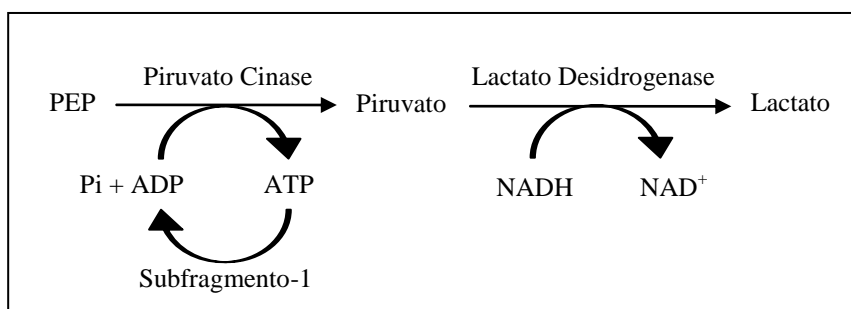 Piruvato Cinase
Lactato Desidrogenase
PEP
Piruvato
Lactato
Pi + ADP
ATP
NADH
NAD⁺
Subfragmento-1